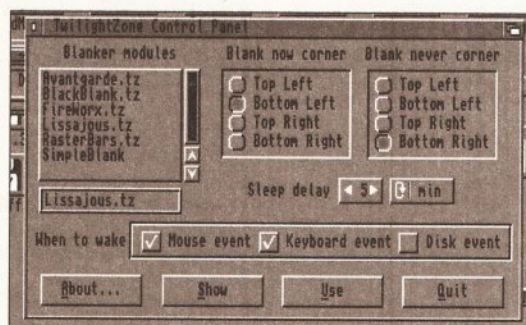 TwilightZone Control Panel
Blanker modules
Avantgarde.tz
BlackBlank.tz
FireWorx.tz
Lissajous.tz
RasterBars.tz
SimpleBlank
Lissajous.tz
Blank now corner
Top Left
Bottom Left
Top Right
Bottom Right
Blank never corner
Top Left
Bottom Left
Top Right
Bottom Right
Sleep delay 5 min
When to wake Mouse event Keyboard event Disk event
About... Show Use Quit